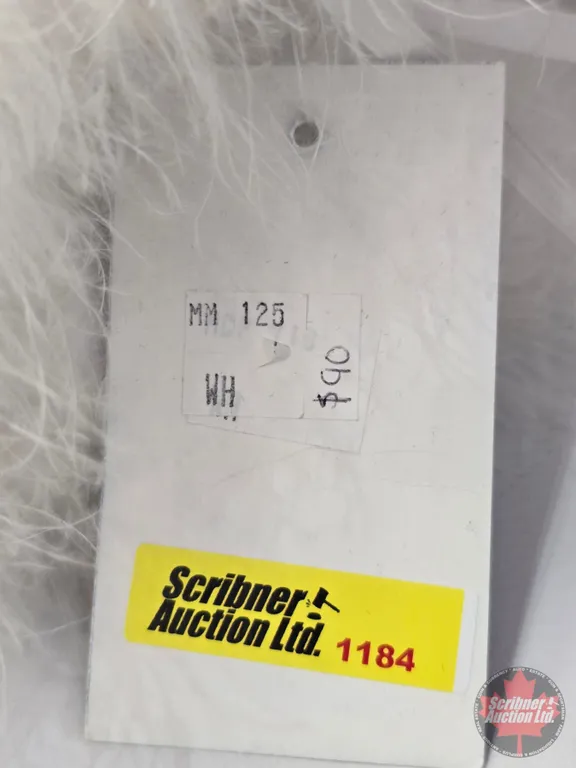 MM 125
WH
$90
Scribner
Auction Ltd. 1184
Scribner
Auction Ltd.